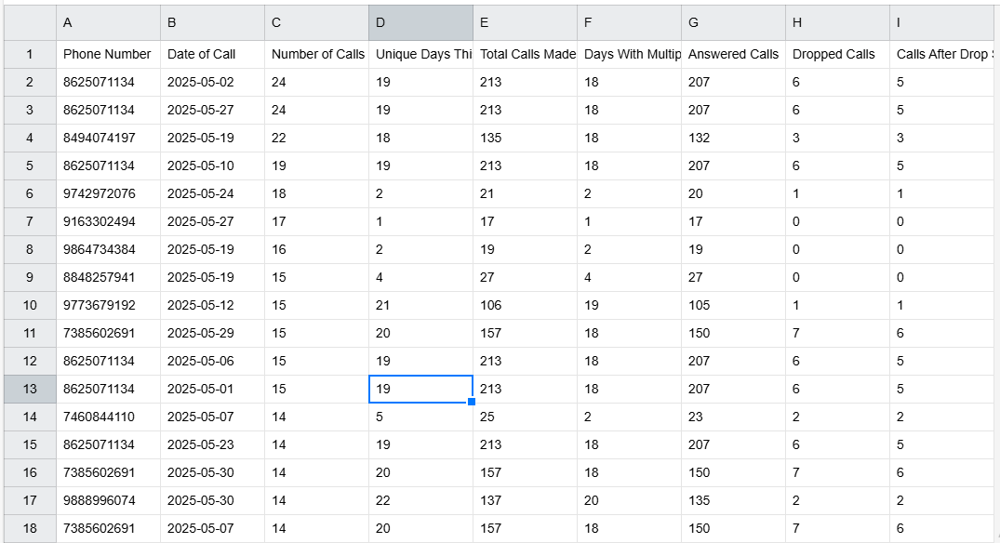 A B C D E F G H I
1 Phone Number Date of Call Number of Calls Unique Days Thi Total Calls Made Days With Multip Answered Calls Dropped Calls Calls After Drop
2 8625071134 2025-05-02 24 19 213 18 207 6 5
3 8625071134 2025-05-27 24 19 213 18 207 6 5
4 8494074197 2025-05-19 22 18 135 18 132 3 3
5 8625071134 2025-05-10 19 19 213 18 207 6 5
6 9742972076 2025-05-24 18 2 21 2 20 1 1
7 9163302494 2025-05-27 17 1 17 1 17 0 0
8 9864734384 2025-05-19 16 2 19 2 19 0 0
9 8848257941 2025-05-19 15 4 27 4 27 0 0
10 9773679192 2025-05-12 15 21 106 19 105 1 1
11 7385602691 2025-05-29 15 20 157 18 150 7 6
12 8625071134 2025-05-06 15 19 213 18 207 6 5
13 8625071134 2025-05-01 15 19 213 18 207 6 5
14 7460844110 2025-05-07 14 5 25 2 23 2 2
15 8625071134 2025-05-23 14 19 213 18 207 6 5
16 7385602691 2025-05-30 14 20 157 18 150 7 6
17 9888996074 2025-05-30 14 22 137 20 135 2 2
18 7385602691 2025-05-07 14 20 157 18 150 7 6